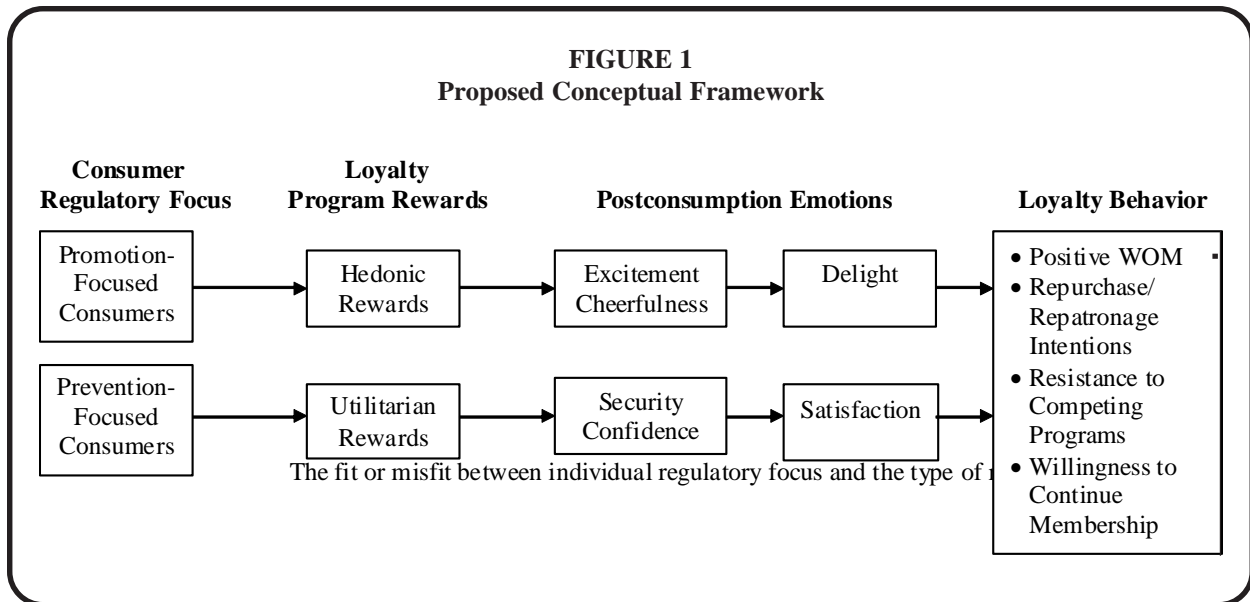 FIGURE 1
Proposed Conceptual Framework
Consumer
Regulatory Focus
Loyalty
Program Rewards
Postconsumption Emotions
Loyalty Behavior
Promotion-
Focused
Consumers
Hedonic
Rewards
Excitement
Cheerfulness
Delight
Prevention-
Focused
Consumers
Utilitarian
Rewards
Security
Confidence
Satisfaction
• Positive WOM
• Repurchase/
Repatronage
Intentions
• Resistance to
Competing
Programs
• Willingness to
Continue
Membership
The fit or misfit between individual regulatory focus and the type of